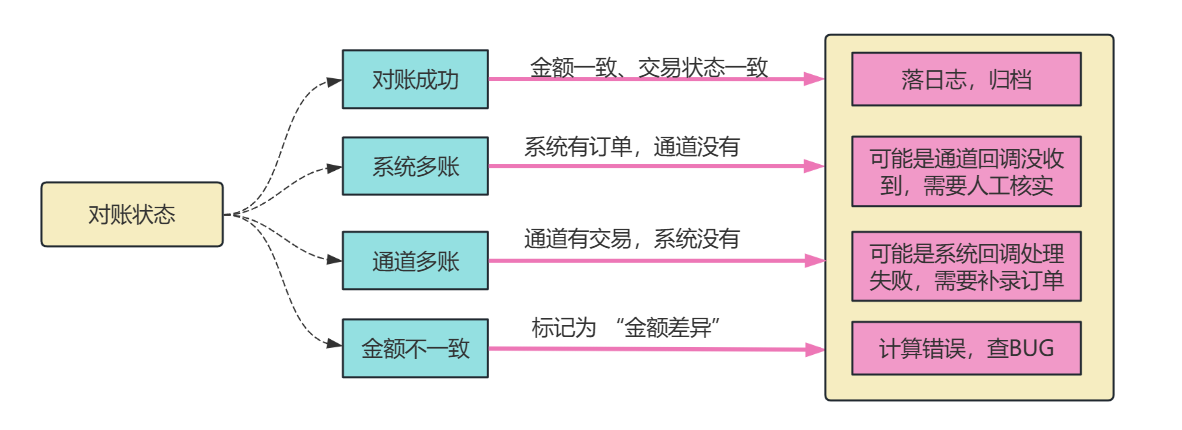 对账状态
对账成功
金额一致、交易状态一致
落日志，归档
系统多账
系统有订单，通道没有
可能是通道回调没收
到，需要人工核实
通道多账
通道有交易，系统没有
可能是系统回调处理
失败，需要补录订单
金额不一致
标记为 “金额差异”
计算错误，查BUG